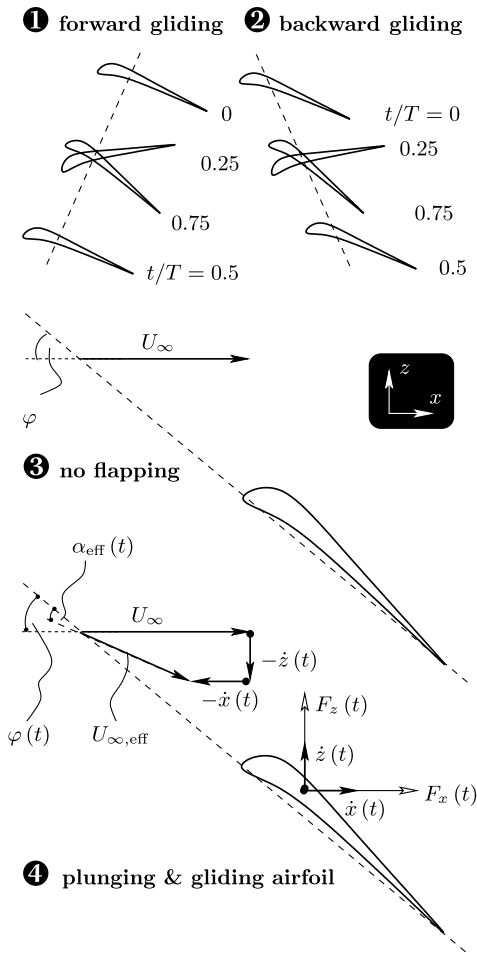 ❶ forward gliding
❷ backward gliding
0
0.25
0.75
t/T = 0.5
t/T = 0
0.25
0.75
0.5
U∞
φ
z
x
❸ no flapping
αeff (t)
U∞
−ż (t)
−ẋ (t)
φ (t)
U∞,eff
Fz (t)
ż (t)
Fx (t)
ẋ (t)
❹ plunging & gliding airfoil